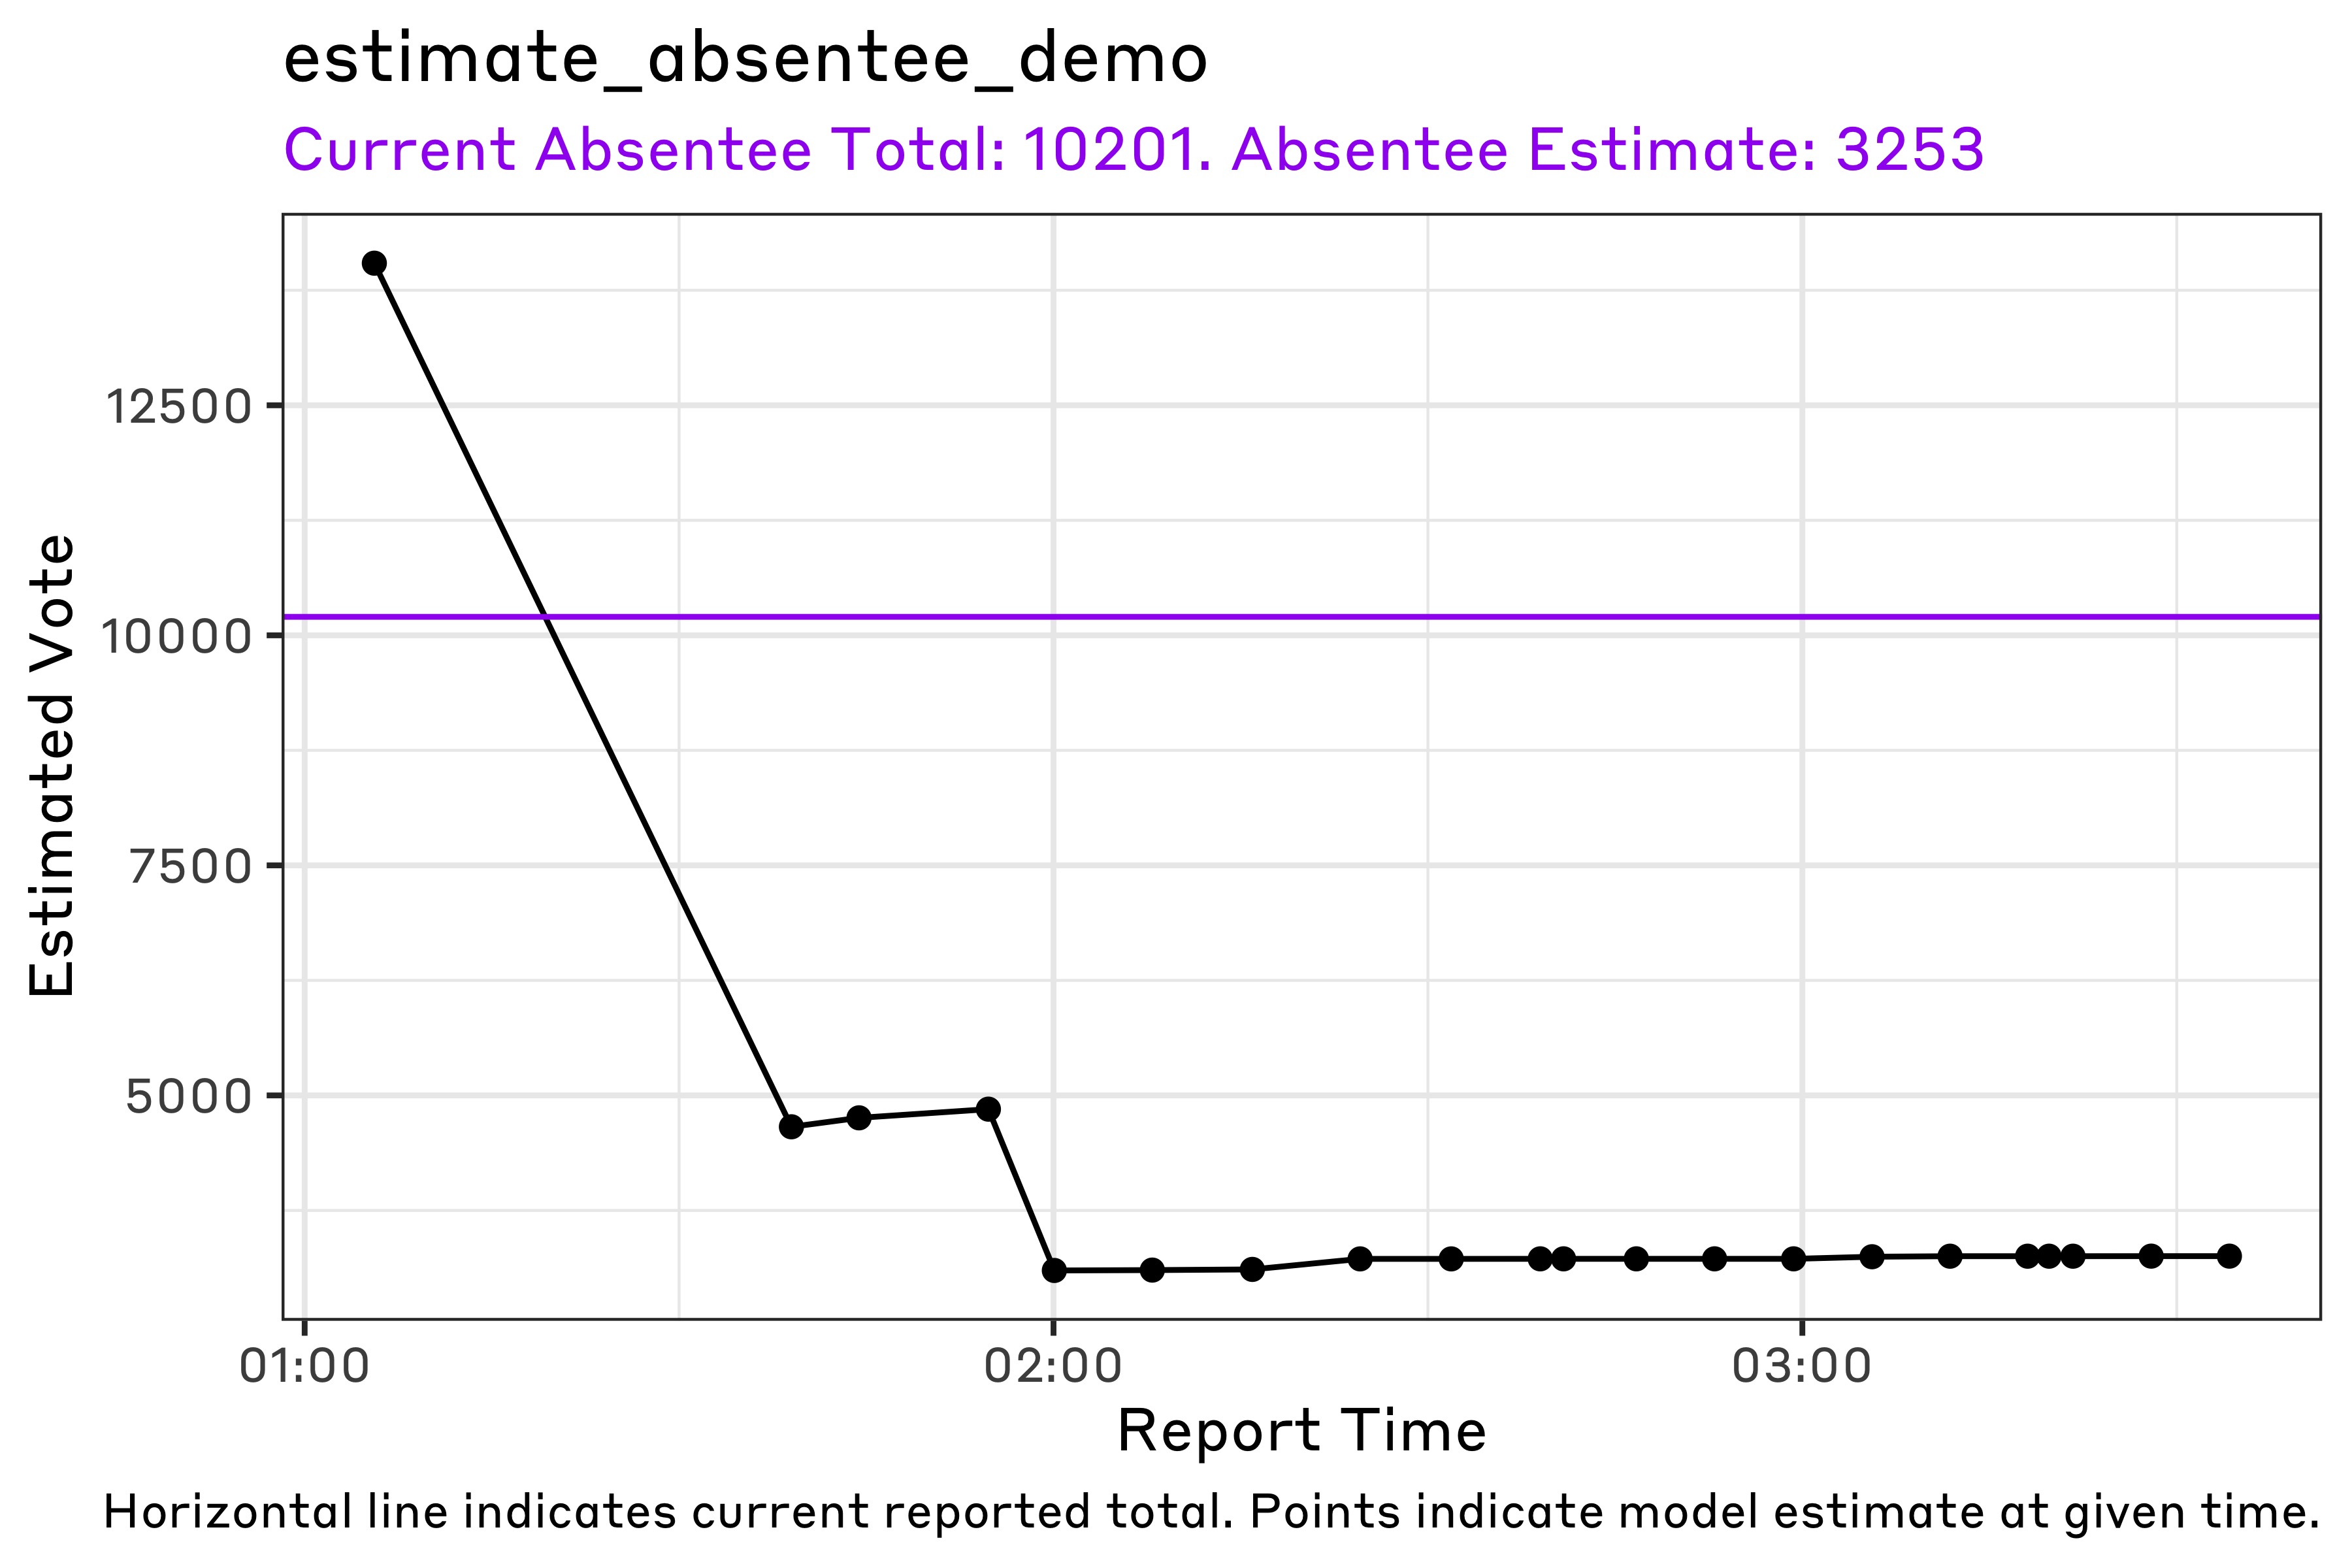 estimate_absentee_demo
Current Absentee Total: 10201. Absentee Estimate: 3253
Estimated Vote
12500
10000
7500
5000
01:00 02:00 03:00
Report Time
Horizontal line indicates current reported total. Points indicate model estimate at given time.